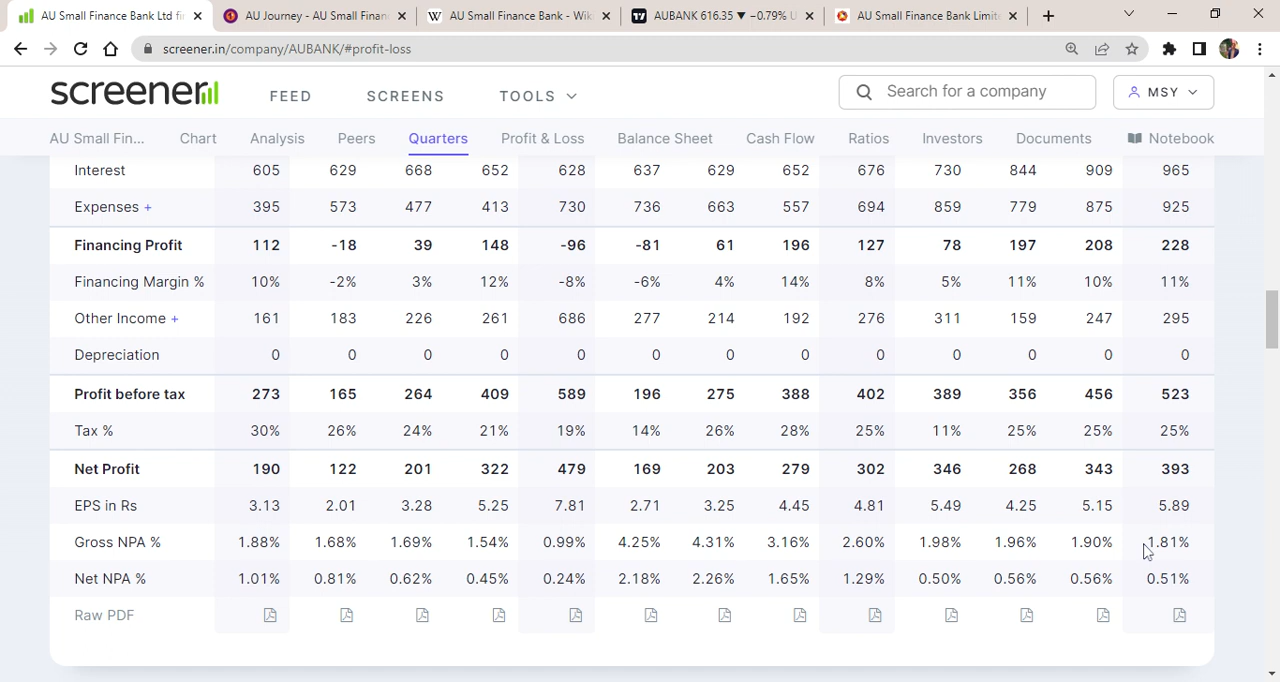 AU Small Finance Bank Ltd fi
AU Journey - AU Small Finan
AU Small Finance Bank - Wiki
AUBANK 616.35 ▼ −0.79% U
AU Small Finance Bank Limite
screener.in/company/AUBANK/#profit-loss
screener
FEED
SCREENS
TOOLS
Search for a company
MSY
AU Small Fin... Chart Analysis Peers Quarters Profit & Loss Balance Sheet Cash Flow Ratios Investors Documents Notebook
Interest 605 629 668 652 628 637 629 652 676 730 844 909 965
Expenses + 395 573 477 413 730 736 663 557 694 859 779 875 925
Financing Profit 112 -18 39 148 -96 -81 61 196 127 78 197 208 228
Financing Margin % 10% -2% 3% 12% -8% -6% 4% 14% 8% 5% 11% 10% 11%
Other Income + 161 183 226 261 686 277 214 192 276 311 159 247 295
Depreciation 0 0 0 0 0 0 0 0 0 0 0 0 0
Profit before tax 273 165 264 409 589 196 275 388 402 389 356 456 523
Tax % 30% 26% 24% 21% 19% 14% 26% 28% 25% 11% 25% 25% 25%
Net Profit 190 122 201 322 479 169 203 279 302 346 268 343 393
EPS in Rs 3.13 2.01 3.28 5.25 7.81 2.71 3.25 4.45 4.81 5.49 4.25 5.15 5.89
Gross NPA % 1.88% 1.68% 1.69% 1.54% 0.99% 4.25% 4.31% 3.16% 2.60% 1.98% 1.96% 1.90% 1.81%
Net NPA % 1.01% 0.81% 0.62% 0.45% 0.24% 2.18% 2.26% 1.65% 1.29% 0.50% 0.56% 0.56% 0.51%
Raw PDF